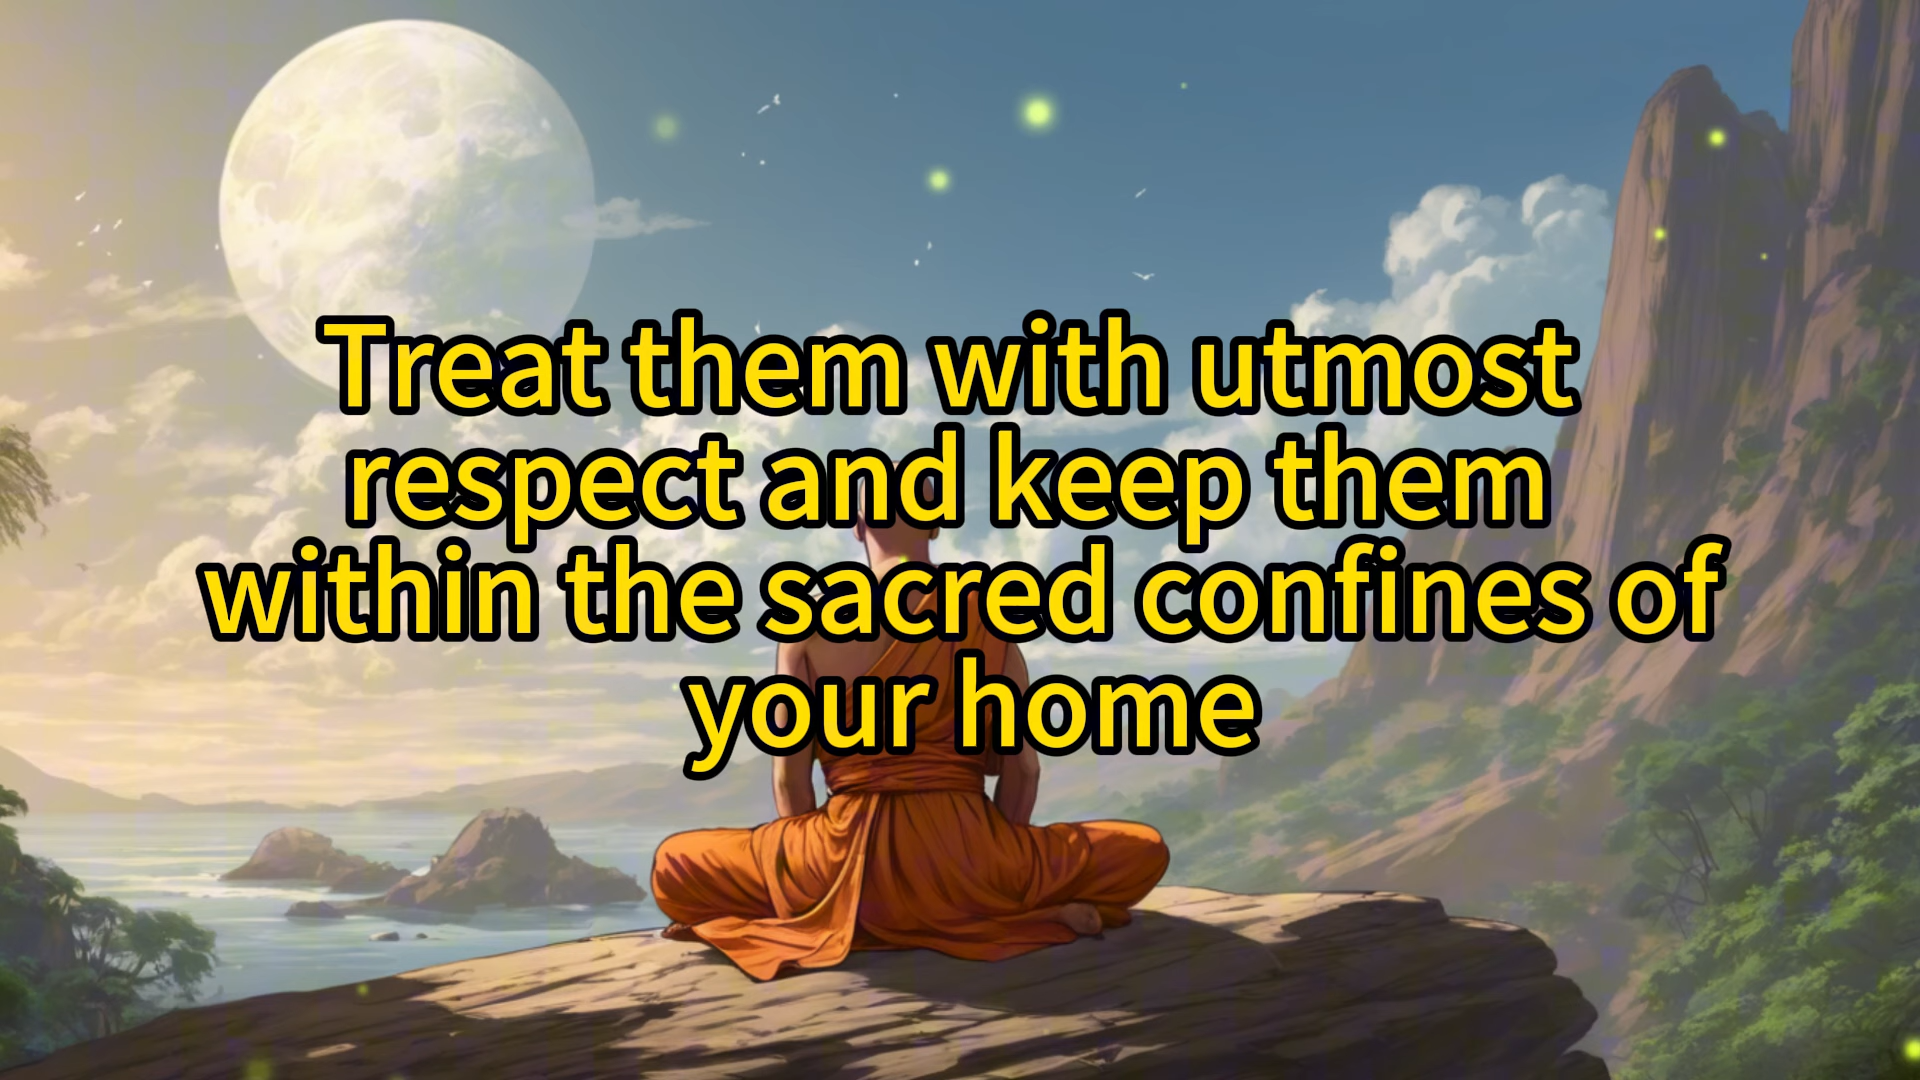 Treat them with utmost
respect and keep them
within the sacred confines of
your home